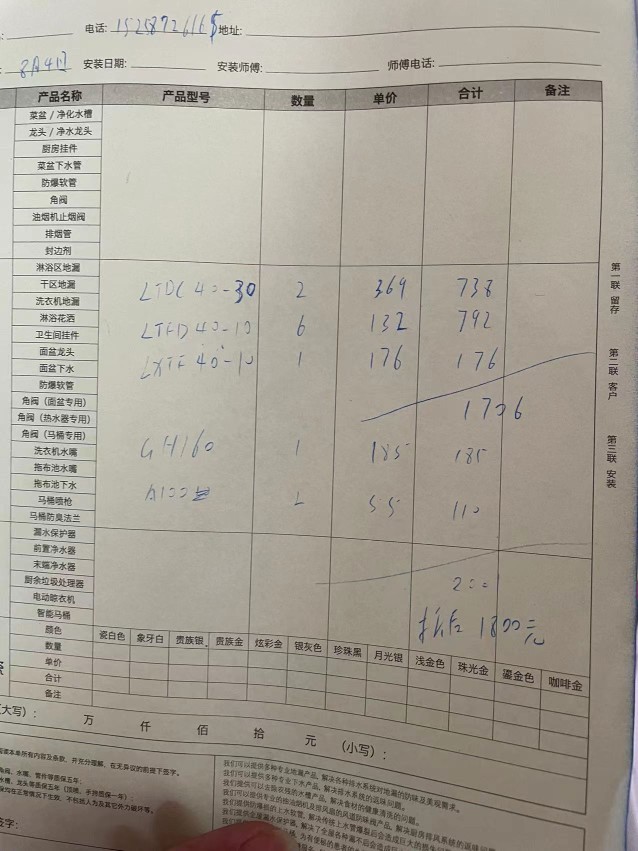 电话: 地址:
8月4日 安装日期: 安装师傅: 师傅电话:
产品名称 产品型号 数量 单价 合计 备注
菜盆 / 净化水槽
龙头 / 净水龙头
厨房挂件
菜盆下水管
防爆软管
角阀
油烟机止烟阀
排烟管
封边剂
淋浴区地漏
干区地漏 LTDC 40-30 2 369 738
洗衣机地漏
淋浴花洒 LTFD 40-10 6 132 792
卫生间挂件
面盆龙头 LXTF 40-10 1 176 176
面盆下水
防爆软管
角阀（面盆专用） 1706
角阀（热水器专用）
角阀（马桶专用）
洗衣机水嘴 GH160 1 185 185
拖布池水嘴
拖布池下水
马桶喷枪 55 110
马桶防臭法兰
漏水保护器
前置净水器
末端净水器
厨余垃圾处理器 200
电动晾衣机
智能马桶 折后 1800元
颜色 瓷白色 象牙白 贵族银 贵族金 炫彩金 银灰色 珍珠黑 月光银 浅金色 珠光金 鎏金色 咖啡金
数量
单价
合计
备注
（大写）： 万 仟 佰 拾 元 （小写）：
第一联 留存
第二联 客户
第三联 安装
我们可以提供多种专业地漏产品, 解决各种排水系统对地漏的防味及美观需求。
我们可以提供多种专业下水产品, 解决排水系统的返味问题。
签字：